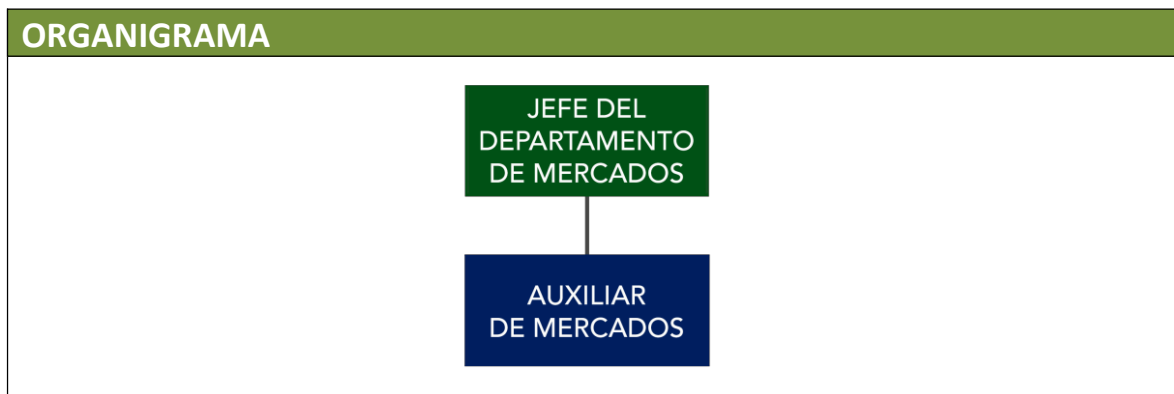 ORGANIGRAMA
JEFE DEL
DEPARTAMENTO
DE MERCADOS
AUXILIAR
DE MERCADOS